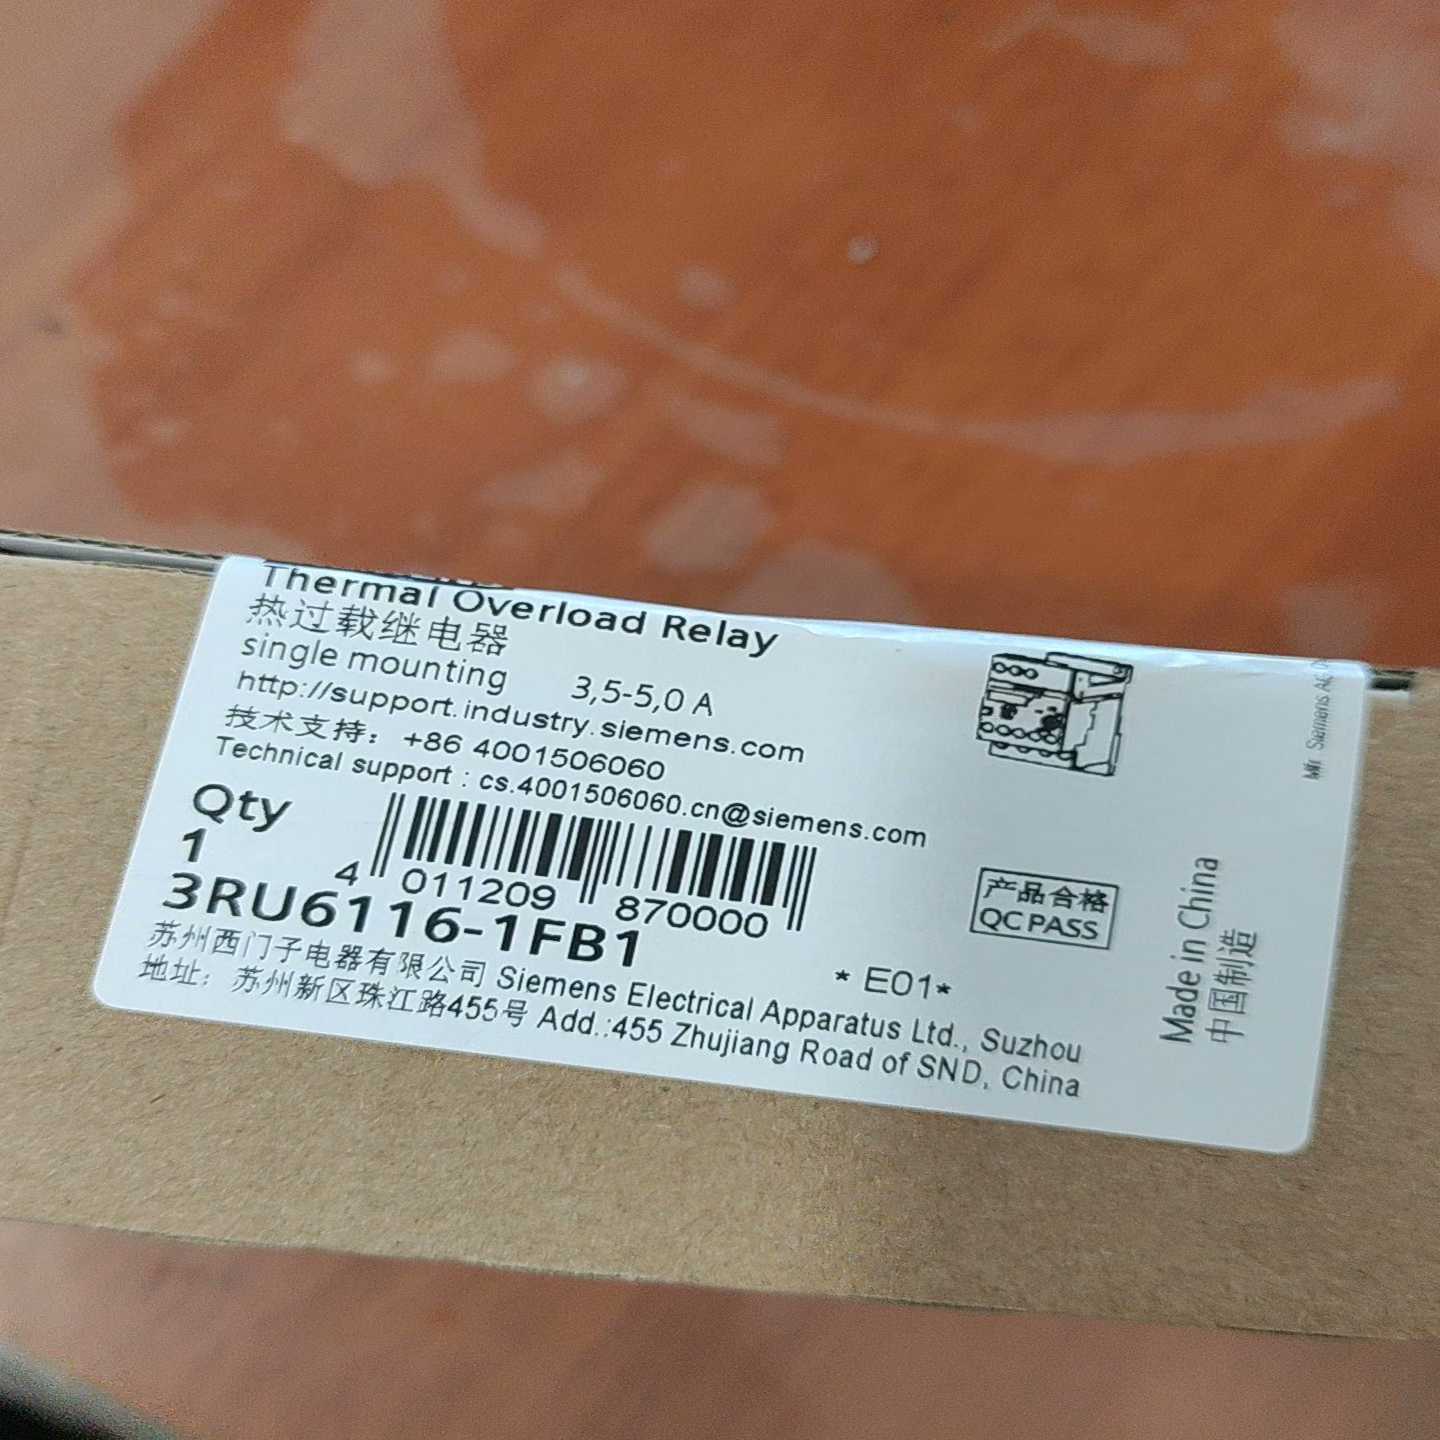 Thermal Overload Relay
热过载继电器
single mounting 3,5-5,0 A
http://support.industry.siemens.com
技术支持：+86 4001506060
Technical support : cs.4001506060.cn@siemens.com
Qty
1
4 011209 870000
3RU6116-1FB1
苏州西门子电器有限公司 Siemens Electrical Apparatus Ltd., Suzhou
地址：苏州新区珠江路455号 Add.:455 Zhujiang Road of SND, China
* E01*
产品合格
QC PASS
Made in China
中国制造
Mfr. Siemens AG